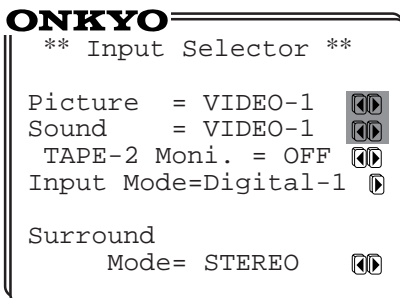 ONKYO
** Input Selector **
Picture = VIDEO-1
Sound = VIDEO-1
TAPE-2 Moni. = OFF
Input Mode=Digital-1
Surround
Mode= STEREO